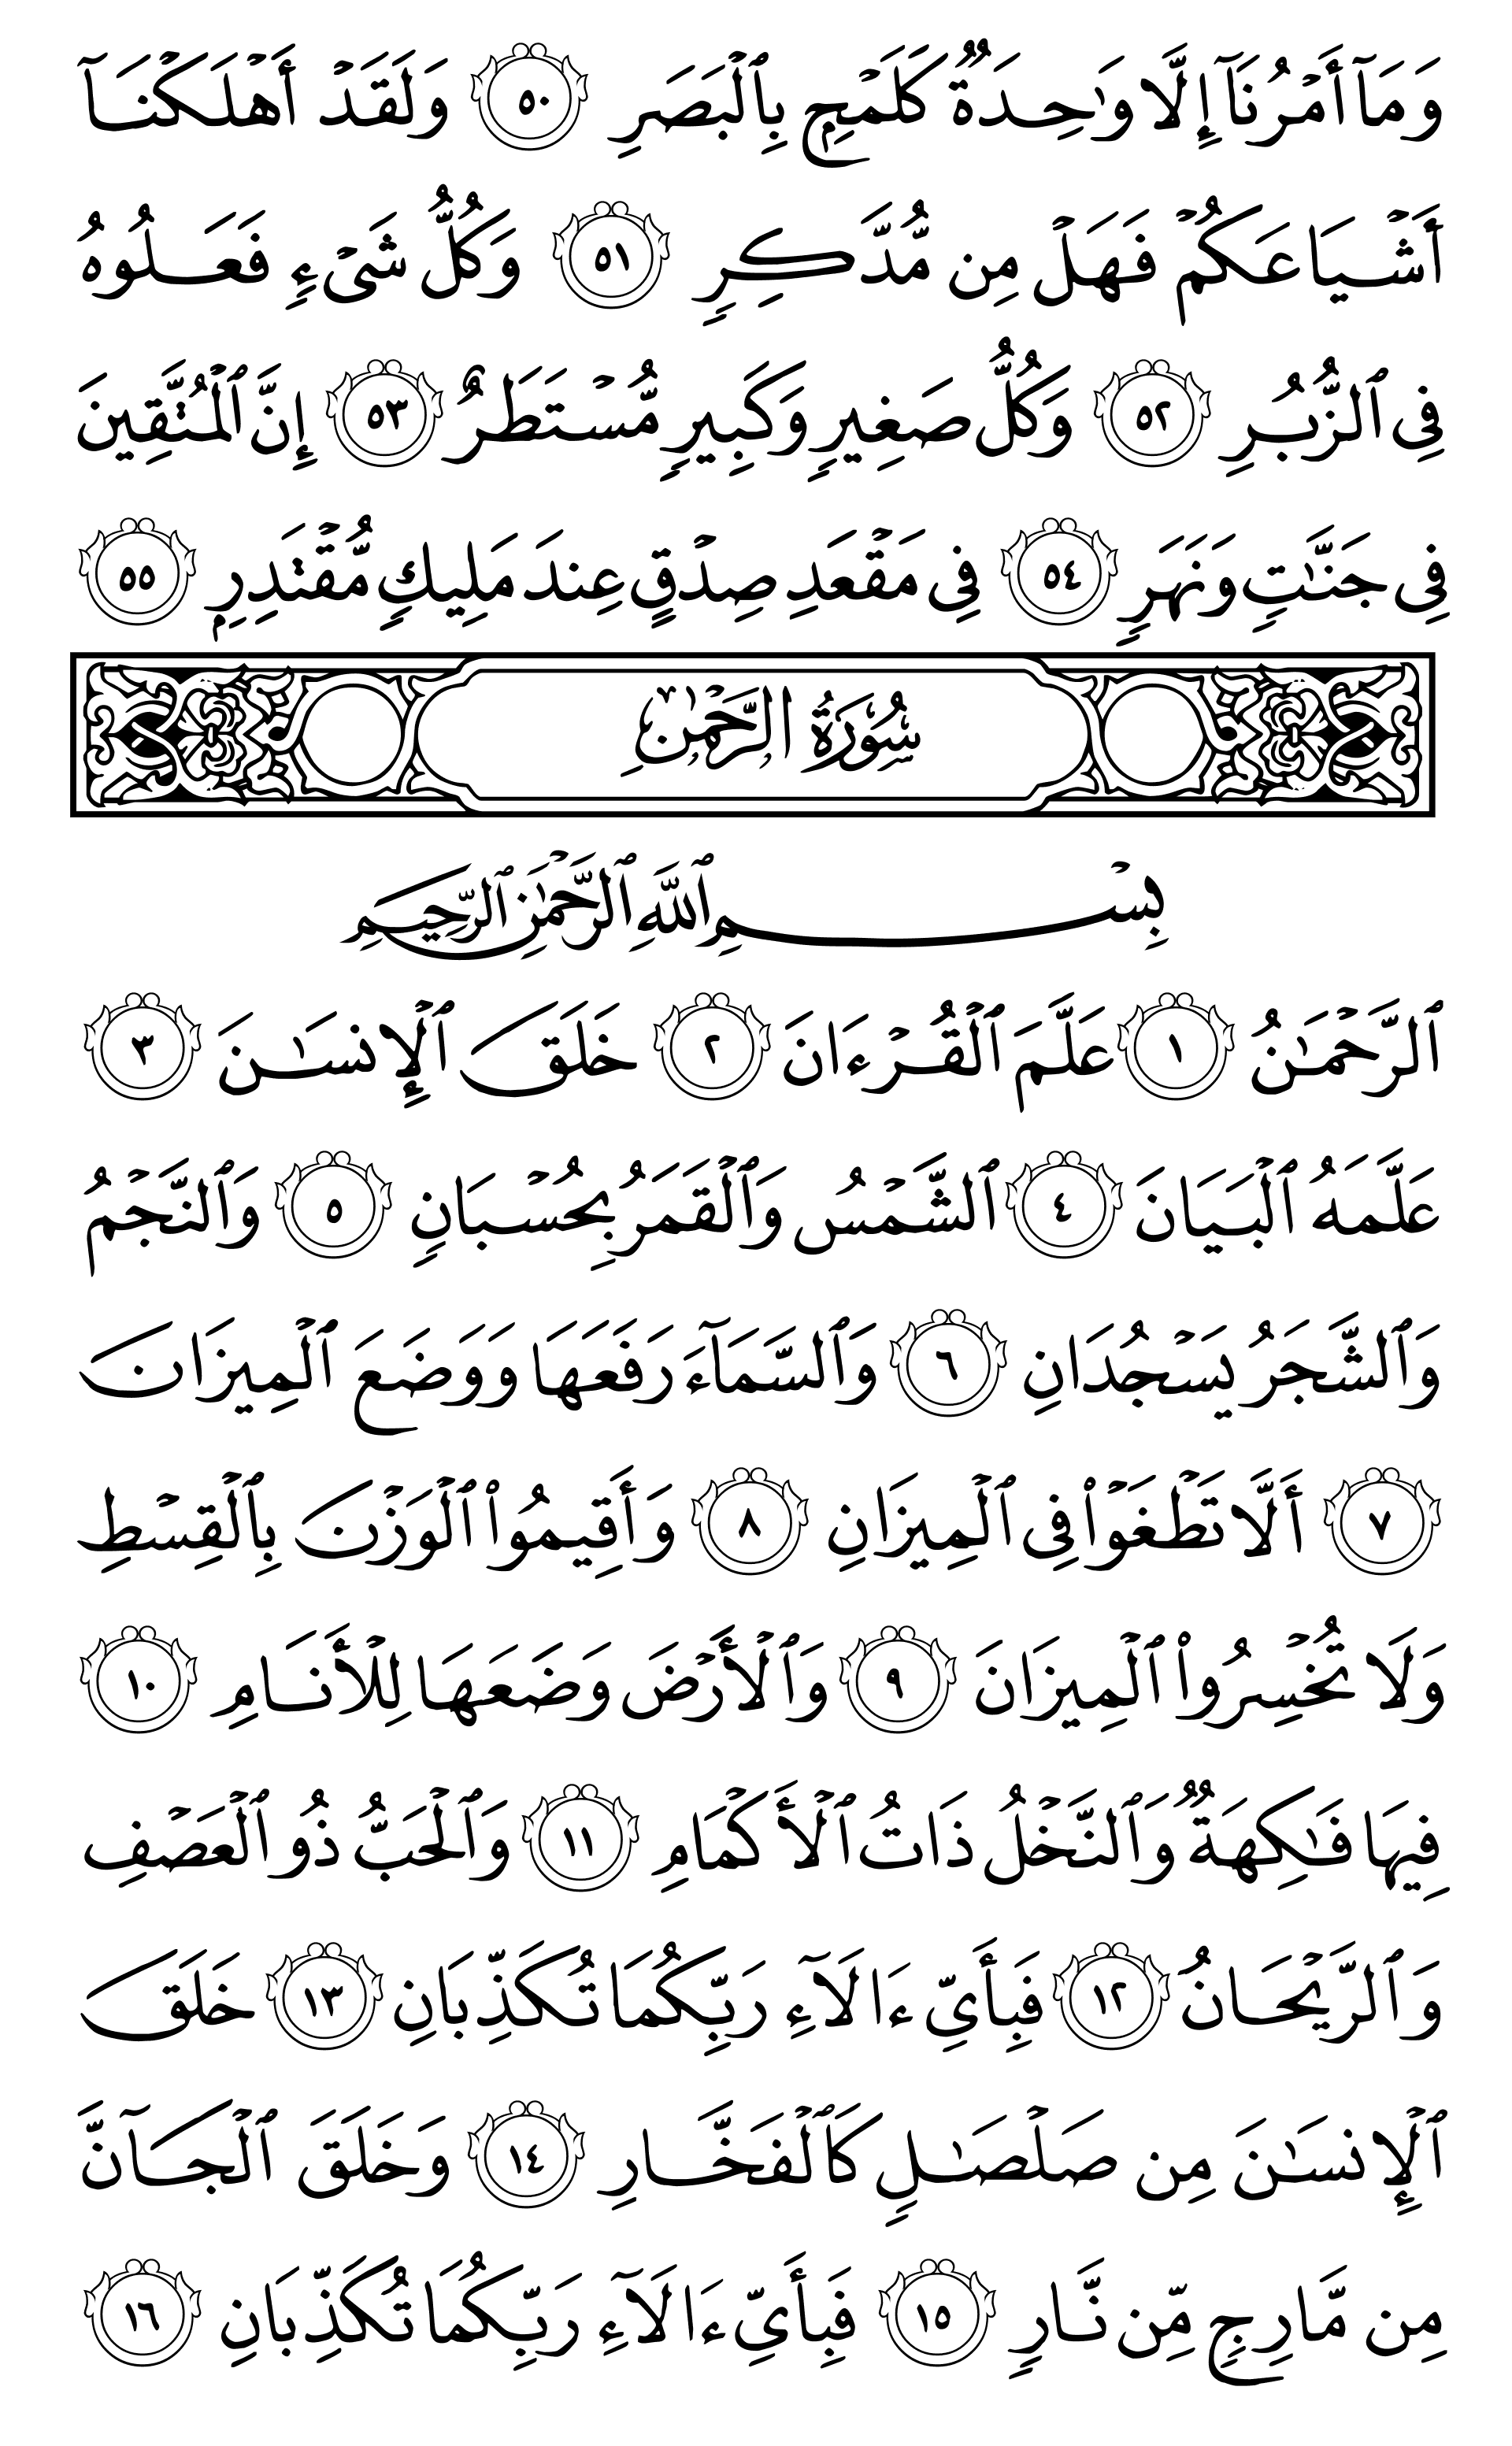 وَمَآ أَمْرُنَآ إِلَّا وَٰحِدَةٌ كَلَمْحٍۭ بِٱلْبَصَرِ ٥٠ وَلَقَدْ أَهْلَكْنَآ
أَشْيَاعَكُمْ فَهَلْ مِن مُّدَّكِرٍ ٥١ وَكُلُّ شَىْءٍ فَعَلُوهُ
فِى ٱلزُّبُرِ ٥٢ وَكُلُّ صَغِيرٍ وَكَبِيرٍ مُّسْتَطَرٌ ٥٣ إِنَّ ٱلْمُتَّقِينَ
فِى جَنَّٰتٍ وَنَهَرٍ ٥٤ فِى مَقْعَدِ صِدْقٍ عِندَ مَلِيكٍ مُّقْتَدِرٍۭ ٥٥
سُورَةُ الرَّحْمَٰن
بِسْمِ ٱللَّهِ ٱلرَّحْمَٰنِ ٱلرَّحِيمِ
ٱلرَّحْمَٰنُ ١ عَلَّمَ ٱلْقُرْءَانَ ٢ خَلَقَ ٱلْإِنسَٰنَ ٣
عَلَّمَهُ ٱلْبَيَانَ ٤ ٱلشَّمْسُ وَٱلْقَمَرُ بِحُسْبَانٍ ٥ وَٱلنَّجْمُ
وَٱلشَّجَرُ يَسْجُدَانِ ٦ وَٱلسَّمَآءَ رَفَعَهَا وَوَضَعَ ٱلْمِيزَانَ
٧ أَلَّا تَطْغَوْا۟ فِى ٱلْمِيزَانِ ٨ وَأَقِيمُوا۟ ٱلْوَزْنَ بِٱلْقِسْطِ
وَلَا تُخْسِرُوا۟ ٱلْمِيزَانَ ٩ وَٱلْأَرْضَ وَضَعَهَا لِلْأَنَامِ ١٠
فِيهَا فَٰكِهَةٌ وَٱلنَّخْلُ ذَاتُ ٱلْأَكْمَامِ ١١ وَٱلْحَبُّ ذُو ٱلْعَصْفِ
وَٱلرَّيْحَانُ ١٢ فَبِأَىِّ ءَالَآءِ رَبِّكُمَا تُكَذِّبَانِ ١٣ خَلَقَ
ٱلْإِنسَٰنَ مِن صَلْصَٰلٍ كَٱلْفَخَّارِ ١٤ وَخَلَقَ ٱلْجَآنَّ
مِن مَّارِجٍ مِّن نَّارٍ ١٥ فَبِأَىِّ ءَالَآءِ رَبِّكُمَا تُكَذِّبَانِ ١٦